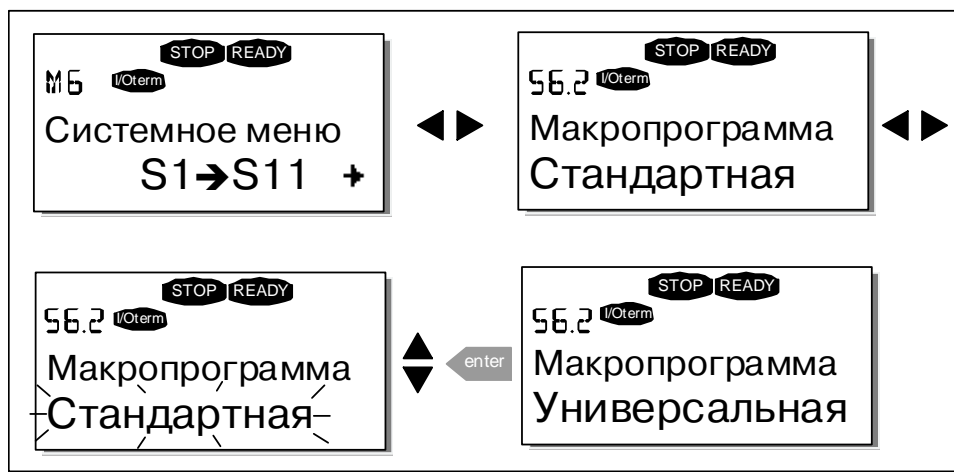 STOP READY
M6 I/Oterm
Системное меню
S1➔S11
STOP READY
S6.2 I/Oterm
Макропрограмма
Стандартная
STOP READY
S6.2 I/Oterm
Макропрограмма
Стандартная
enter
STOP READY
S6.2 I/Oterm
Макропрограмма
Универсальная